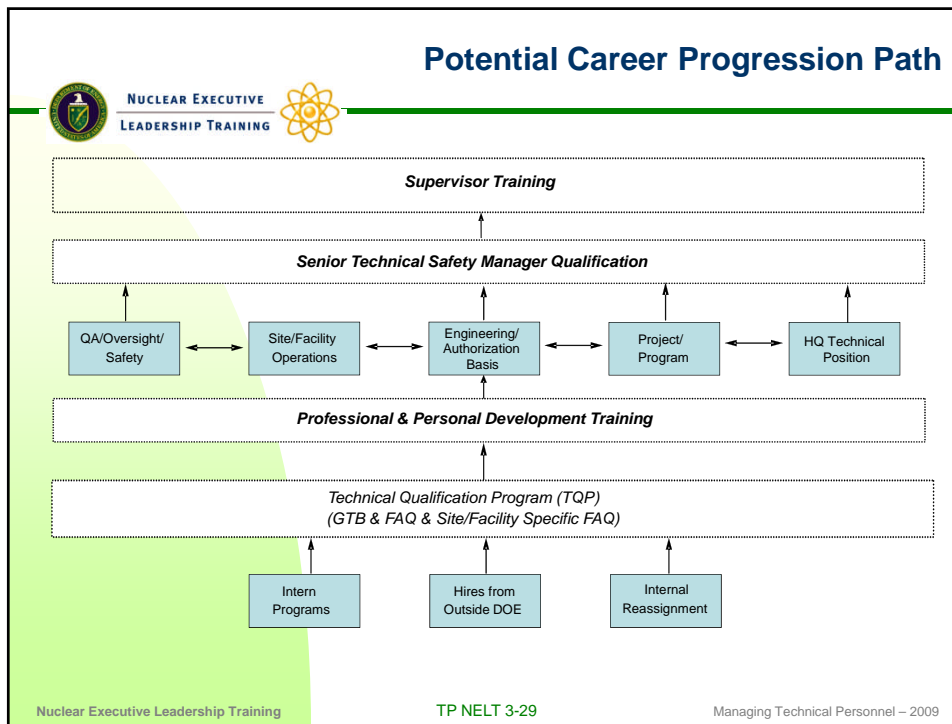 Potential Career Progression Path
NUCLEAR EXECUTIVE
LEADERSHIP TRAINING
Supervisor Training
Senior Technical Safety Manager Qualification
QA/Oversight/
Safety
Site/Facility
Operations
Engineering/
Authorization
Basis
Project/
Program
HQ Technical
Position
Professional & Personal Development Training
Technical Qualification Program (TQP)
(GTB & FAQ & Site/Facility Specific FAQ)
Intern
Programs
Hires from
Outside DOE
Internal
Reassignment
Nuclear Executive Leadership Training
TP NELT 3-29
Managing Technical Personnel – 2009